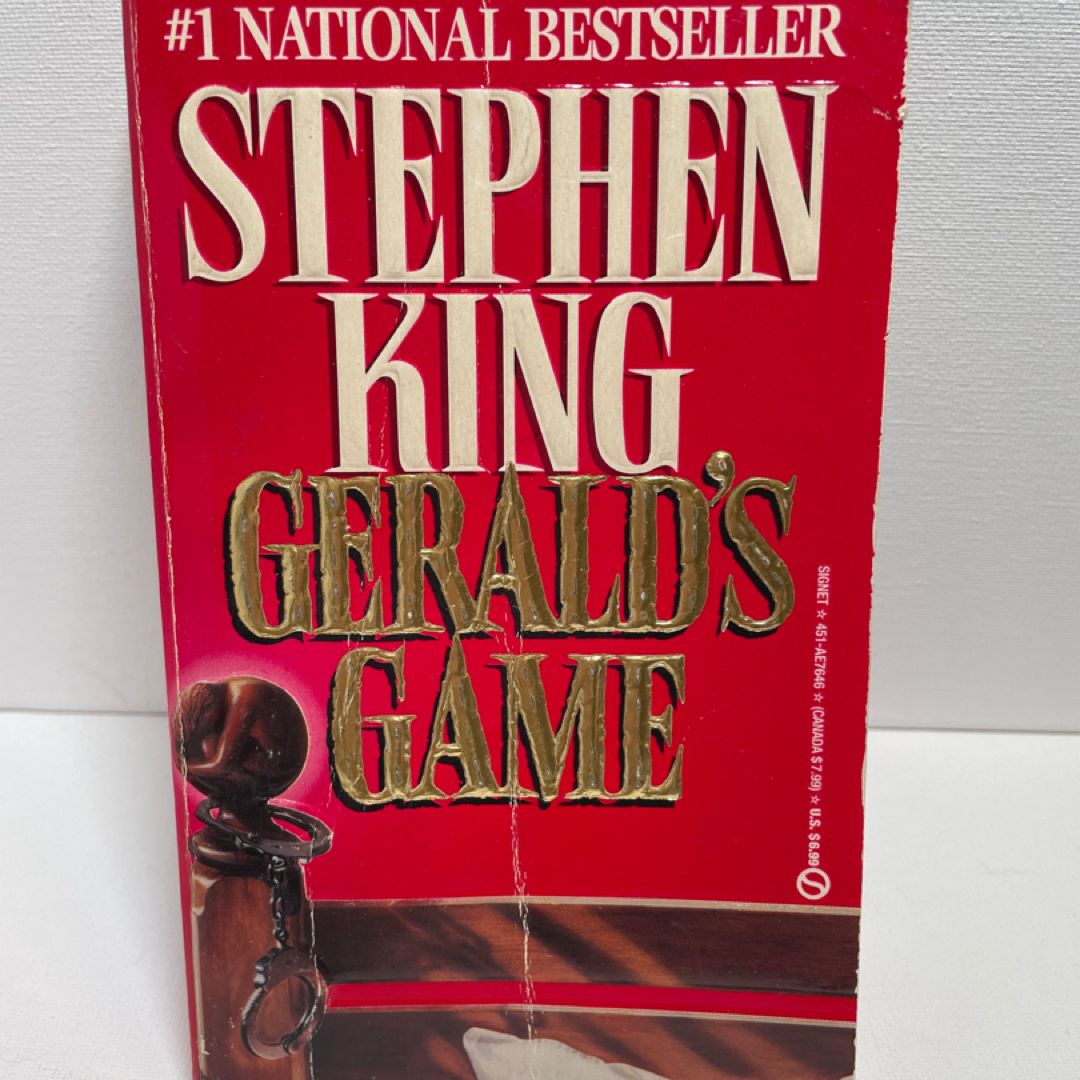 #1 NATIONAL BESTSELLER
STEPHEN
KING
GERALD'S
GAME
SIGNET ☆ 451-AE7646 ☆ (CANADA $7.99) ☆ U.S. $6.99